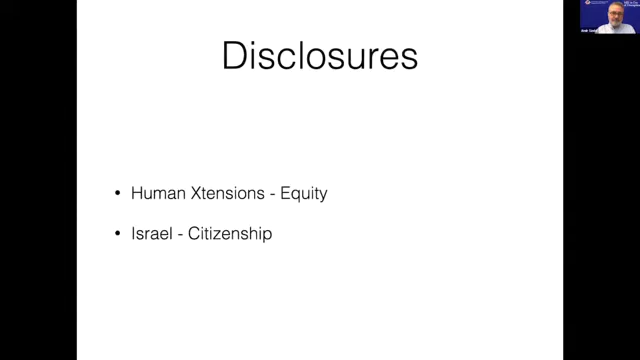 Disclosures
• Human Xtensions - Equity
• Israel - Citizenship